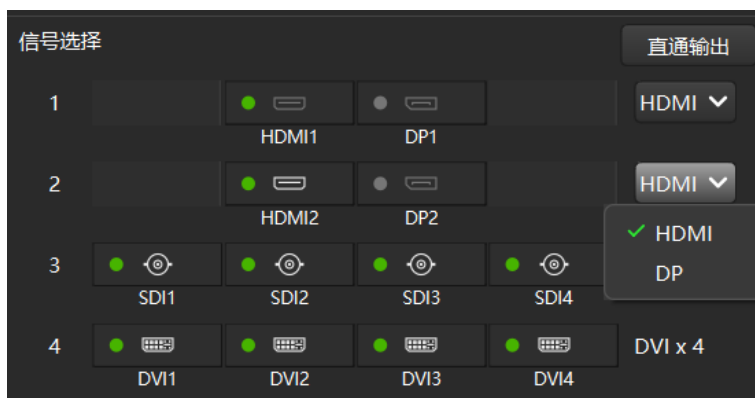 信号选择 直通输出
1 HDMI
HDMI1 DP1
2 HDMI
HDMI2 DP2
HDMI
DP
3
SDI1 SDI2 SDI3 SDI4
4 DVI x 4
DVI1 DVI2 DVI3 DVI4